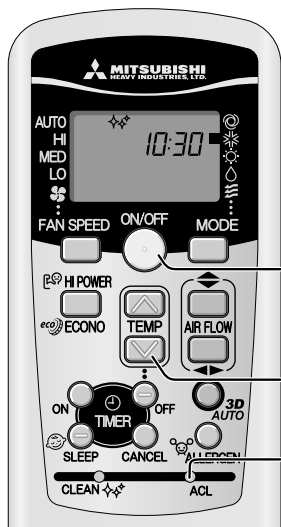 MITSUBISHI
HEAVY INDUSTRIES, LTD.
AUTO
HI
MED
LO
10:30
FAN SPEED
ON/OFF
MODE
HI POWER
eco ECONO
TEMP
AIR FLOW
ON
TIMER
OFF
3D
AUTO
SLEEP
CANCEL
ALLERGEN
CLEAN
ACL